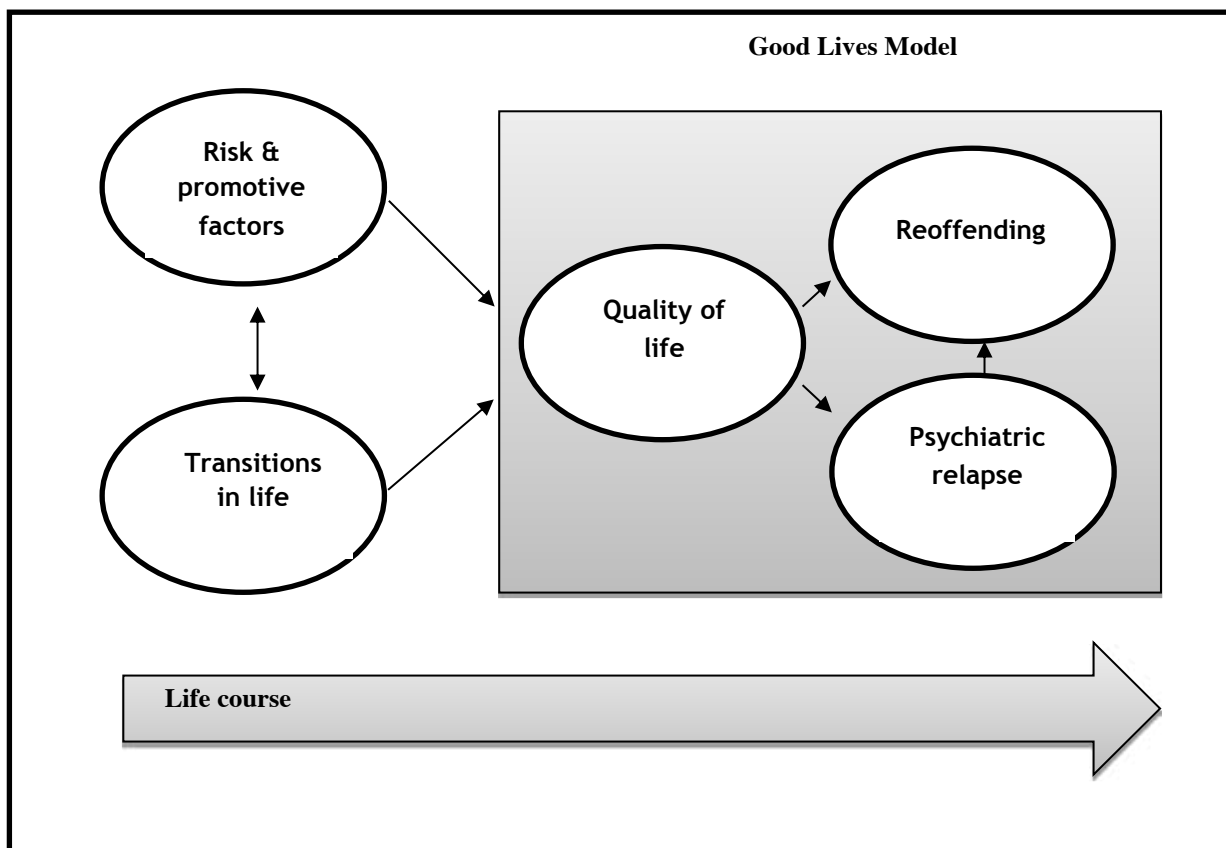 Good Lives Model
Risk &
promotive
factors
Reoffending
Quality of
life
Transitions
in life
Psychiatric
relapse
Life course